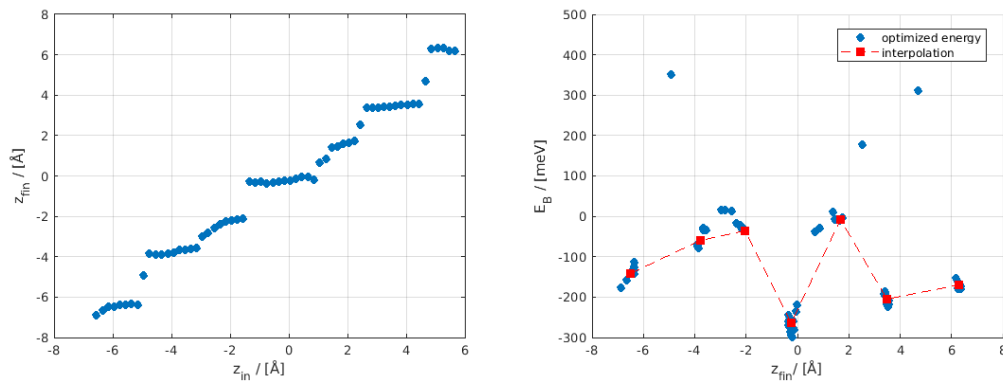 8
6
4
2
0
-2
-4
-6
-8
z_fin / [Å]
-8 -6 -4 -2 0 2 4 6 8
z_in / [Å]
500
400
300
200
100
0
-100
-200
-300
E_B / [meV]
optimized energy
interpolation
-8 -6 -4 -2 0 2 4 6 8
z_fin/ [Å]